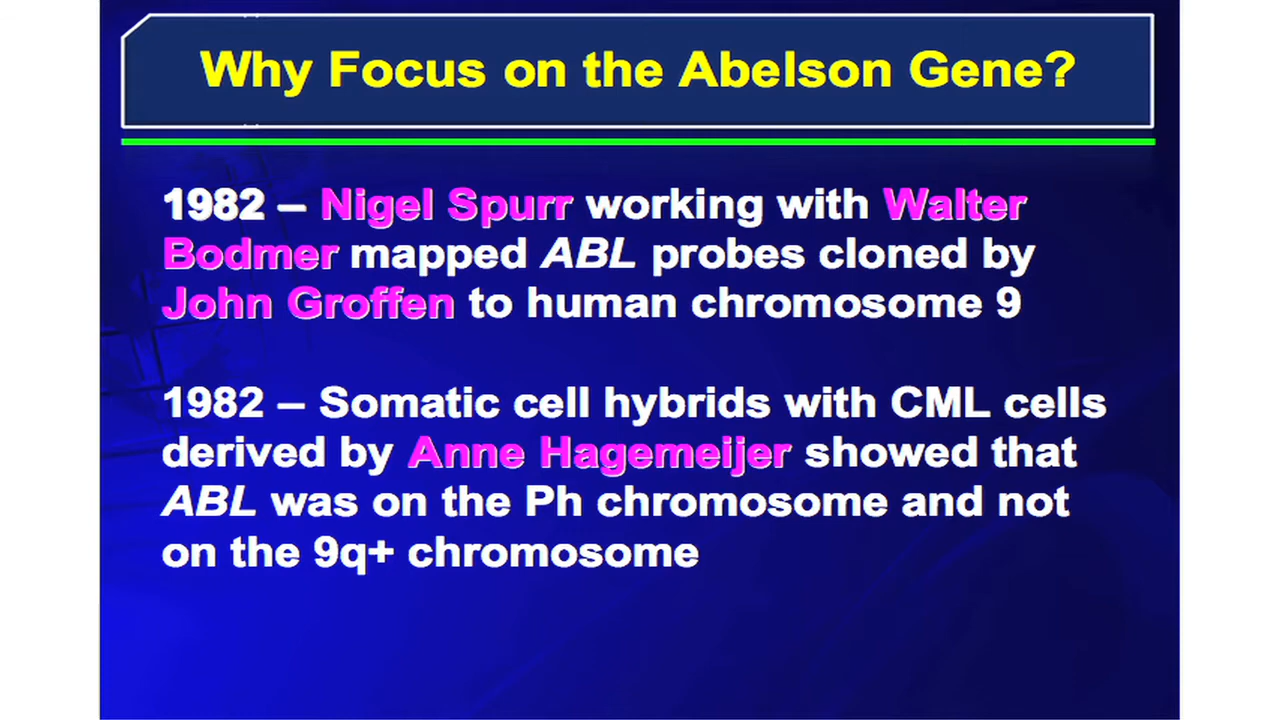 Why Focus on the Abelson Gene?
1982 – Nigel Spurr working with Walter
Bodmer mapped ABL probes cloned by
John Groffen to human chromosome 9
1982 – Somatic cell hybrids with CML cells
derived by Anne Hagemeijer showed that
ABL was on the Ph chromosome and not
on the 9q+ chromosome